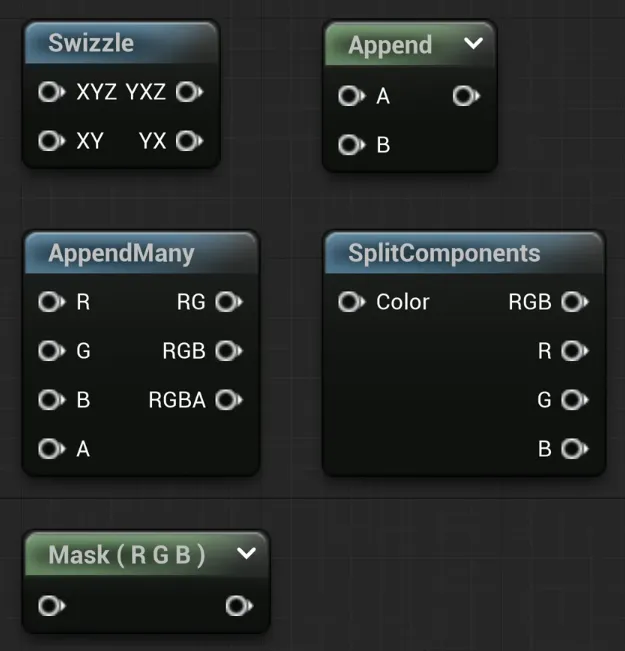 Swizzle
XYZ YXZ
XY YX
Append
A
B
AppendMany
R RG
G RGB
B RGBA
A
SplitComponents
Color RGB
R
G
B
Mask ( R G B )